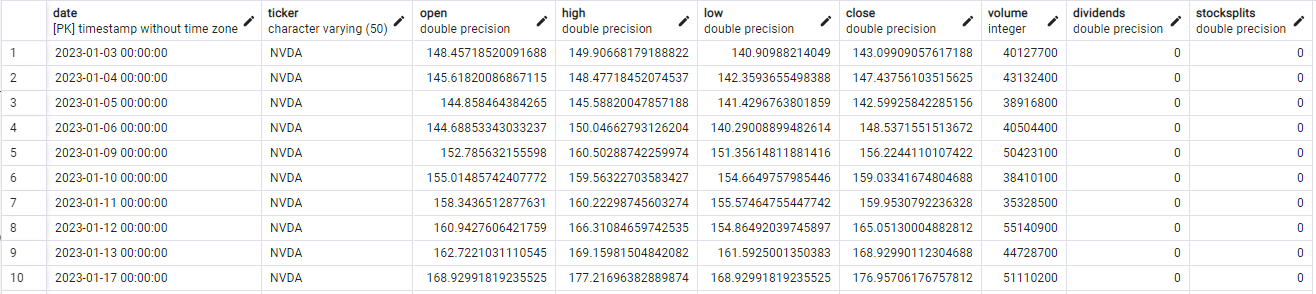 date ticker open high low close volume dividends stocksplits
[PK] timestamp without time zone character varying (50) double precision double precision double precision double precision integer double precision double precision
1 2023-01-03 00:00:00 NVDA 148.45718520091688 149.90668179188822 140.90988214049 143.09909057617188 40127700 0 0
2 2023-01-04 00:00:00 NVDA 145.61820086867115 148.47718452074537 142.3593655498388 147.43756103515625 43132400 0 0
3 2023-01-05 00:00:00 NVDA 144.858464384265 145.58820047857188 141.4296763801859 142.59925842285156 38916800 0 0
4 2023-01-06 00:00:00 NVDA 144.68853343033237 150.04662793126204 140.29008899482614 148.5371551513672 40504400 0 0
5 2023-01-09 00:00:00 NVDA 152.785632155598 160.50288742259974 151.35614811881416 156.2244110107422 50423100 0 0
6 2023-01-10 00:00:00 NVDA 155.01485742407772 159.56322703583427 154.6649757985446 159.03341674804688 38410100 0 0
7 2023-01-11 00:00:00 NVDA 158.3436512877631 160.22298745603274 155.57464755447742 159.9530792236328 35328500 0 0
8 2023-01-12 00:00:00 NVDA 160.9427606421759 166.31084659742535 154.86492039745897 165.05130004882812 55140900 0 0
9 2023-01-13 00:00:00 NVDA 162.7221031110545 169.15981504842082 161.5925001350383 168.92990112304688 44728700 0 0
10 2023-01-17 00:00:00 NVDA 168.92991819235525 177.21696382889874 168.92991819235525 176.95706176757812 51110200 0 0